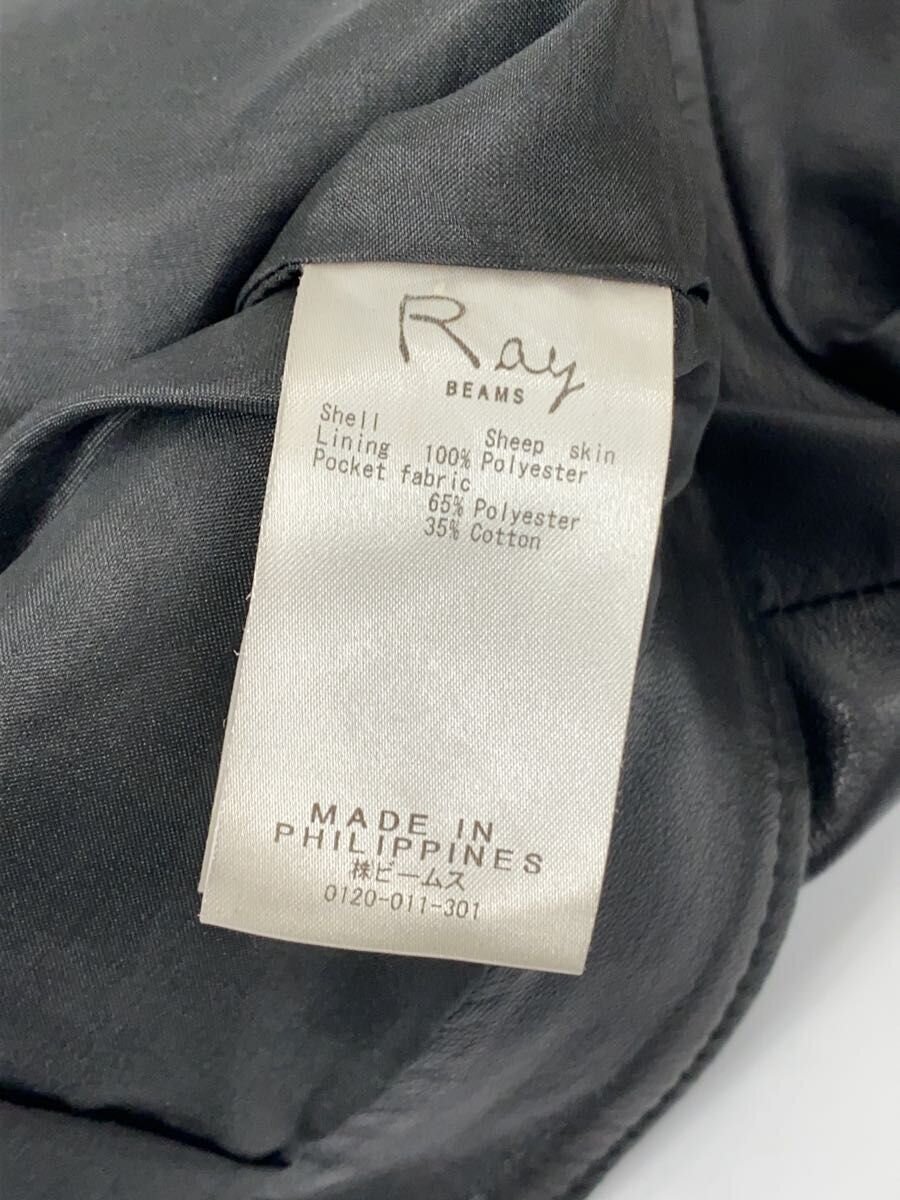 Ray
BEAMS
Shell Sheep skin
Lining 100% Polyester
Pocket fabric
65% Polyester
35% Cotton
MADE IN
PHILIPPINES
㈱ビームス
0120-011-301